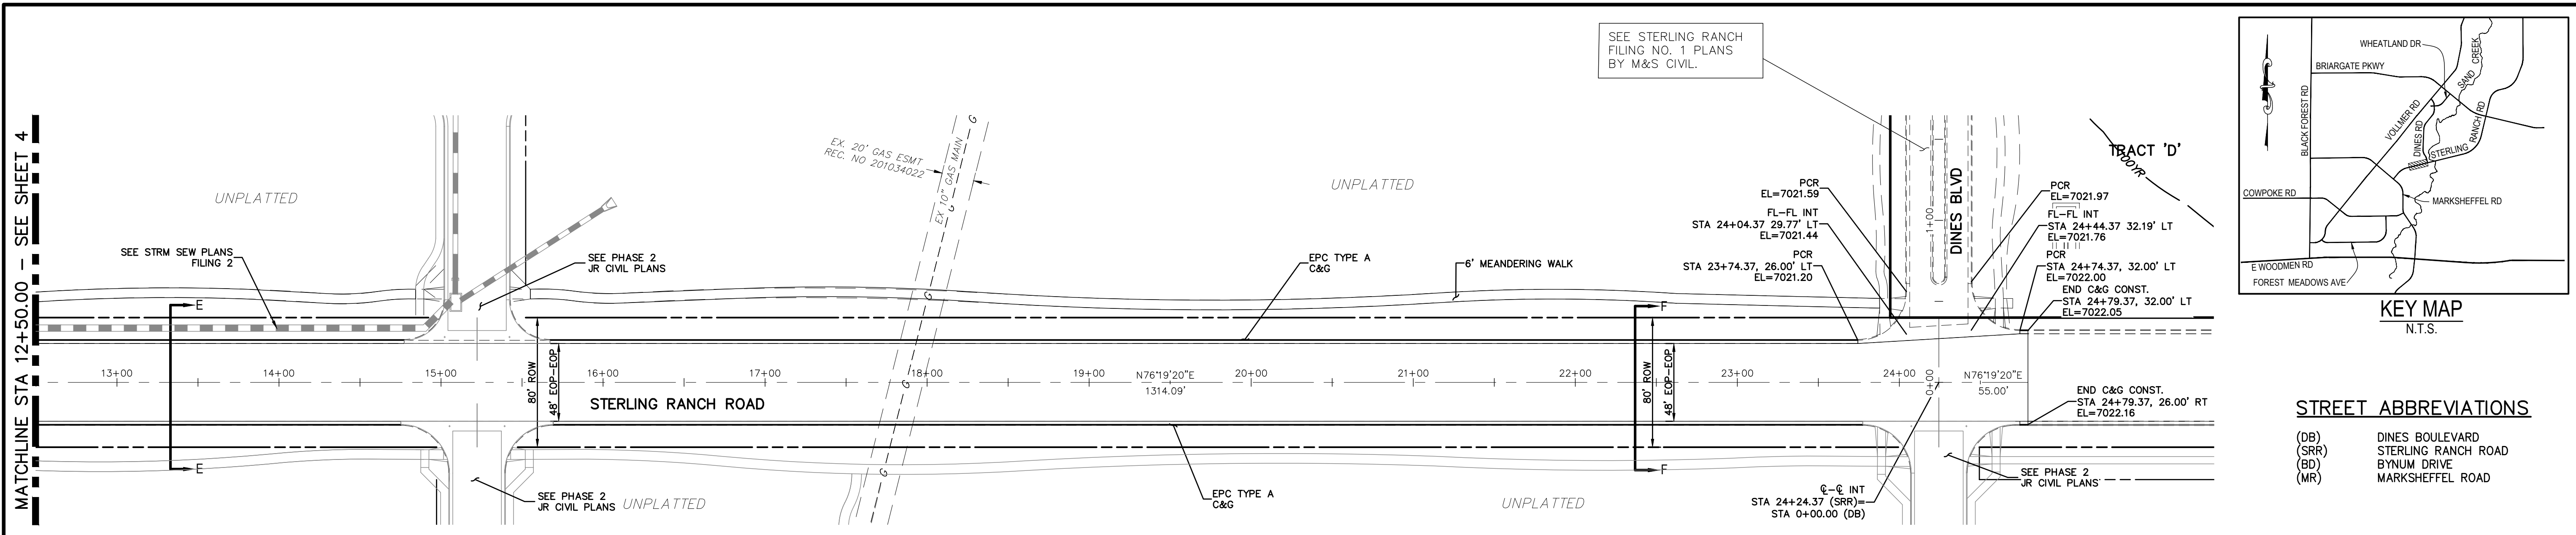 MATCHLINE STA 12+50.00 - SEE SHEET 4
UNPLATTED
SEE STRM SEW PLANS
FILING 2
E
E
SEE PHASE 2
JR CIVIL PLANS
SEE PHASE 2
JR CIVIL PLANS
UNPLATTED
EX. 20' GAS ESMT
REC. NO 201034022
EX 10" GAS MAIN
G
G
G
G
G
G
G
UNPLATTED
EPC TYPE A
C&G
6' MEANDERING WALK
13+00
14+00
15+00
16+00
17+00
18+00
19+00
20+00
21+00
22+00
23+00
24+00
80' ROW
48' EOP-EOP
STERLING RANCH ROAD
N76°19'20"E
1314.09'
EPC TYPE A
C&G
UNPLATTED
F
F
80' ROW
48' EOP-EOP
SEE STERLING RANCH
FILING NO. 1 PLANS
BY M&S CIVIL.
PCR
EL=7021.59
FL-FL INT
STA 24+04.37 29.77' LT
EL=7021.44
PCR
STA 23+74.37, 26.00' LT
EL=7021.20
1+00
0+00
DINES BLVD
TRACT 'D'
100YR
PCR
EL=7021.97
FL-FL INT
STA 24+44.37 32.19' LT
EL=7021.76
PCR
STA 24+74.37, 32.00' LT
EL=7022.00
END C&G CONST.
STA 24+79.37, 32.00' LT
EL=7022.05
N76°19'20"E
55.00'
END C&G CONST.
STA 24+79.37, 26.00' RT
EL=7022.16
SEE PHASE 2
JR CIVIL PLANS
℄-℄ INT
STA 24+24.37 (SRR)=
STA 0+00.00 (DB)
WHEATLAND DR
BRIARGATE PKWY
SAND CREEK
BLACK FOREST RD
VOLLMER RD
DINES RD
STERLING RANCH RD
COWPOKE RD
MARKSHEFFEL RD
E WOODMEN RD
FOREST MEADOWS AVE
KEY MAP
N.T.S.
STREET ABBREVIATIONS
(DB) DINES BOULEVARD
(SRR) STERLING RANCH ROAD
(BD) BYNUM DRIVE
(MR) MARKSHEFFEL ROAD